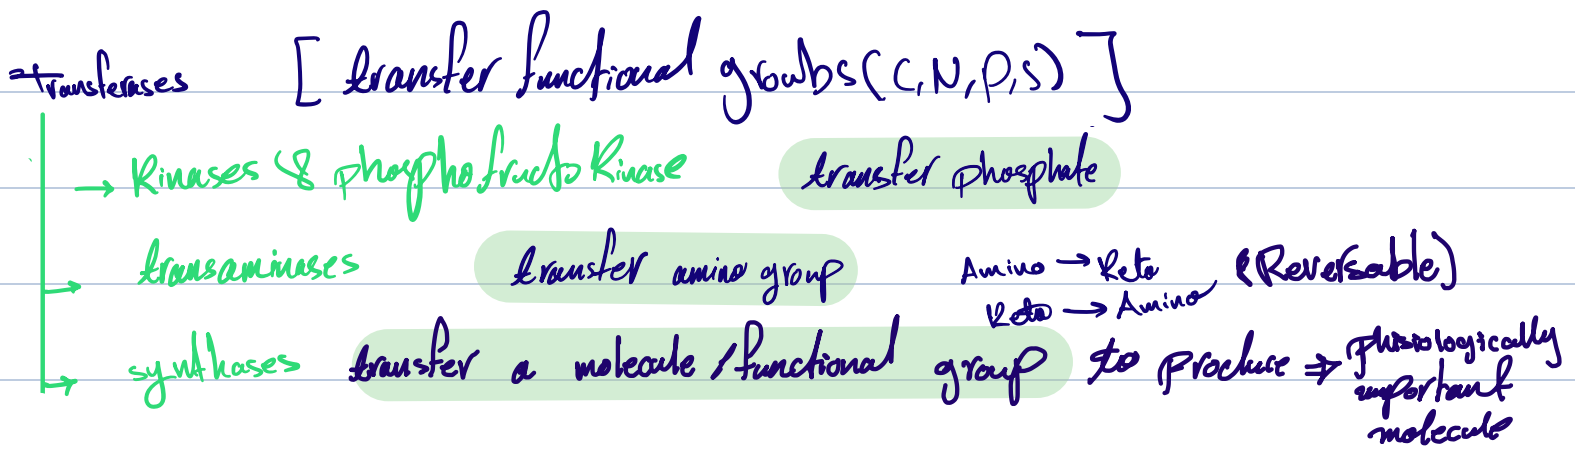 Transferases [ transfer functional groubs (C, N, P, S) ]
→ Kinases & phosphofructo Kinase transfer phosphate
→ transaminases transfer amino group Amino → Keto (Reversable)
Keto → Amino
→ synthases transfer a molecule / functional group to produce ⇒ phisiologically
important
molecule